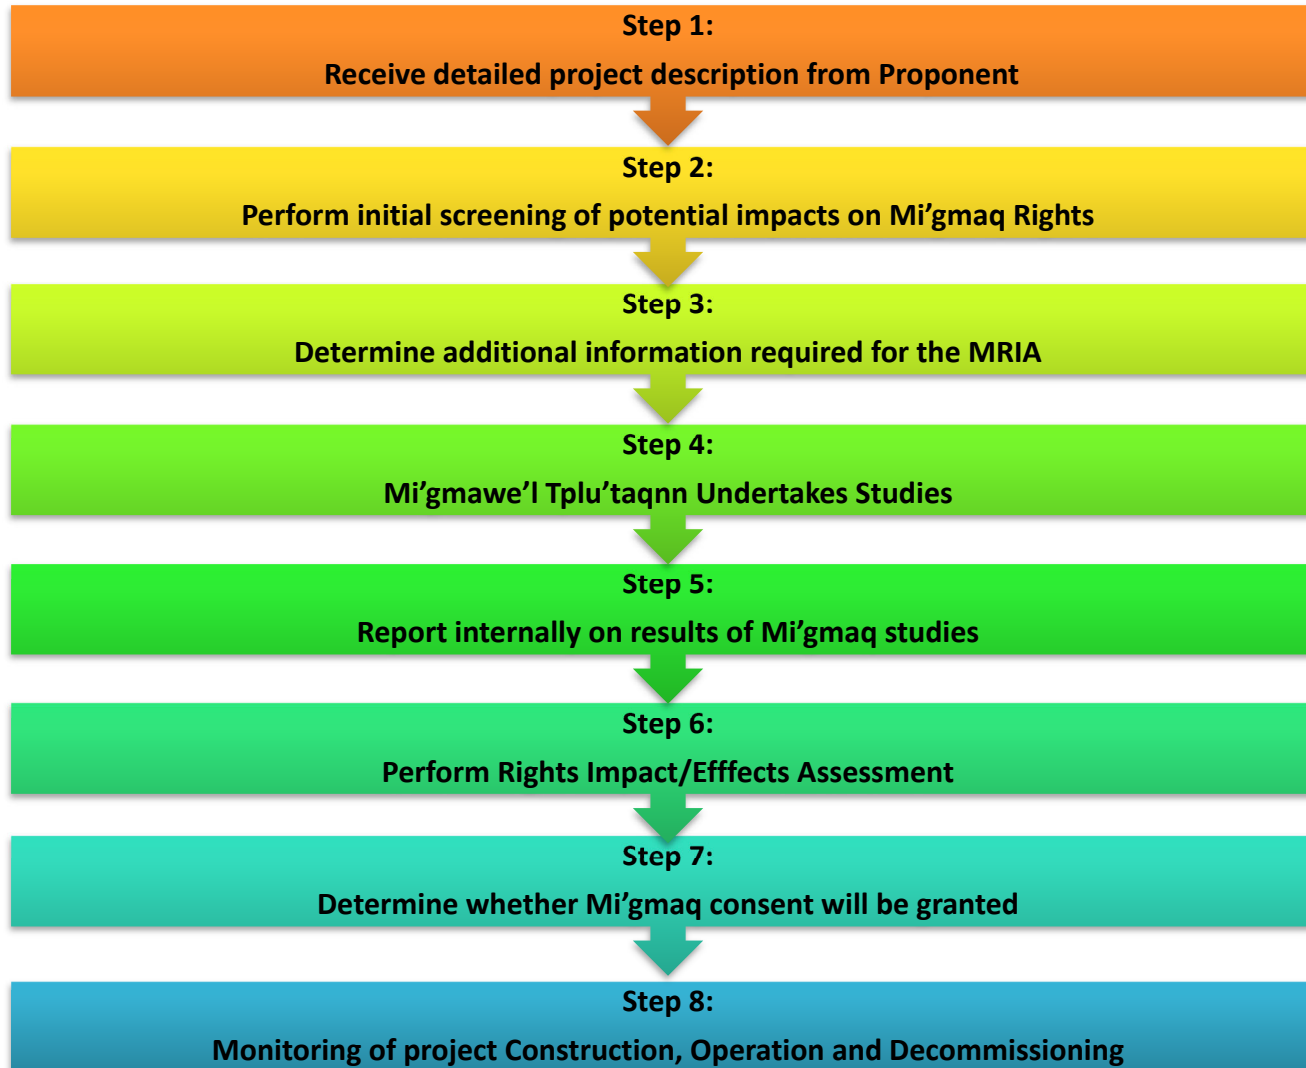 Step 1:
Receive detailed project description from Proponent
Step 2:
Perform initial screening of potential impacts on Mi’gmaq Rights
Step 3:
Determine additional information required for the MRIA
Step 4:
Mi’gmawe’l Tplu’taqnn Undertakes Studies
Step 5:
Report internally on results of Mi’gmaq studies
Step 6:
Perform Rights Impact/Efffects Assessment
Step 7:
Determine whether Mi’gmaq consent will be granted
Step 8:
Monitoring of project Construction, Operation and Decommissioning